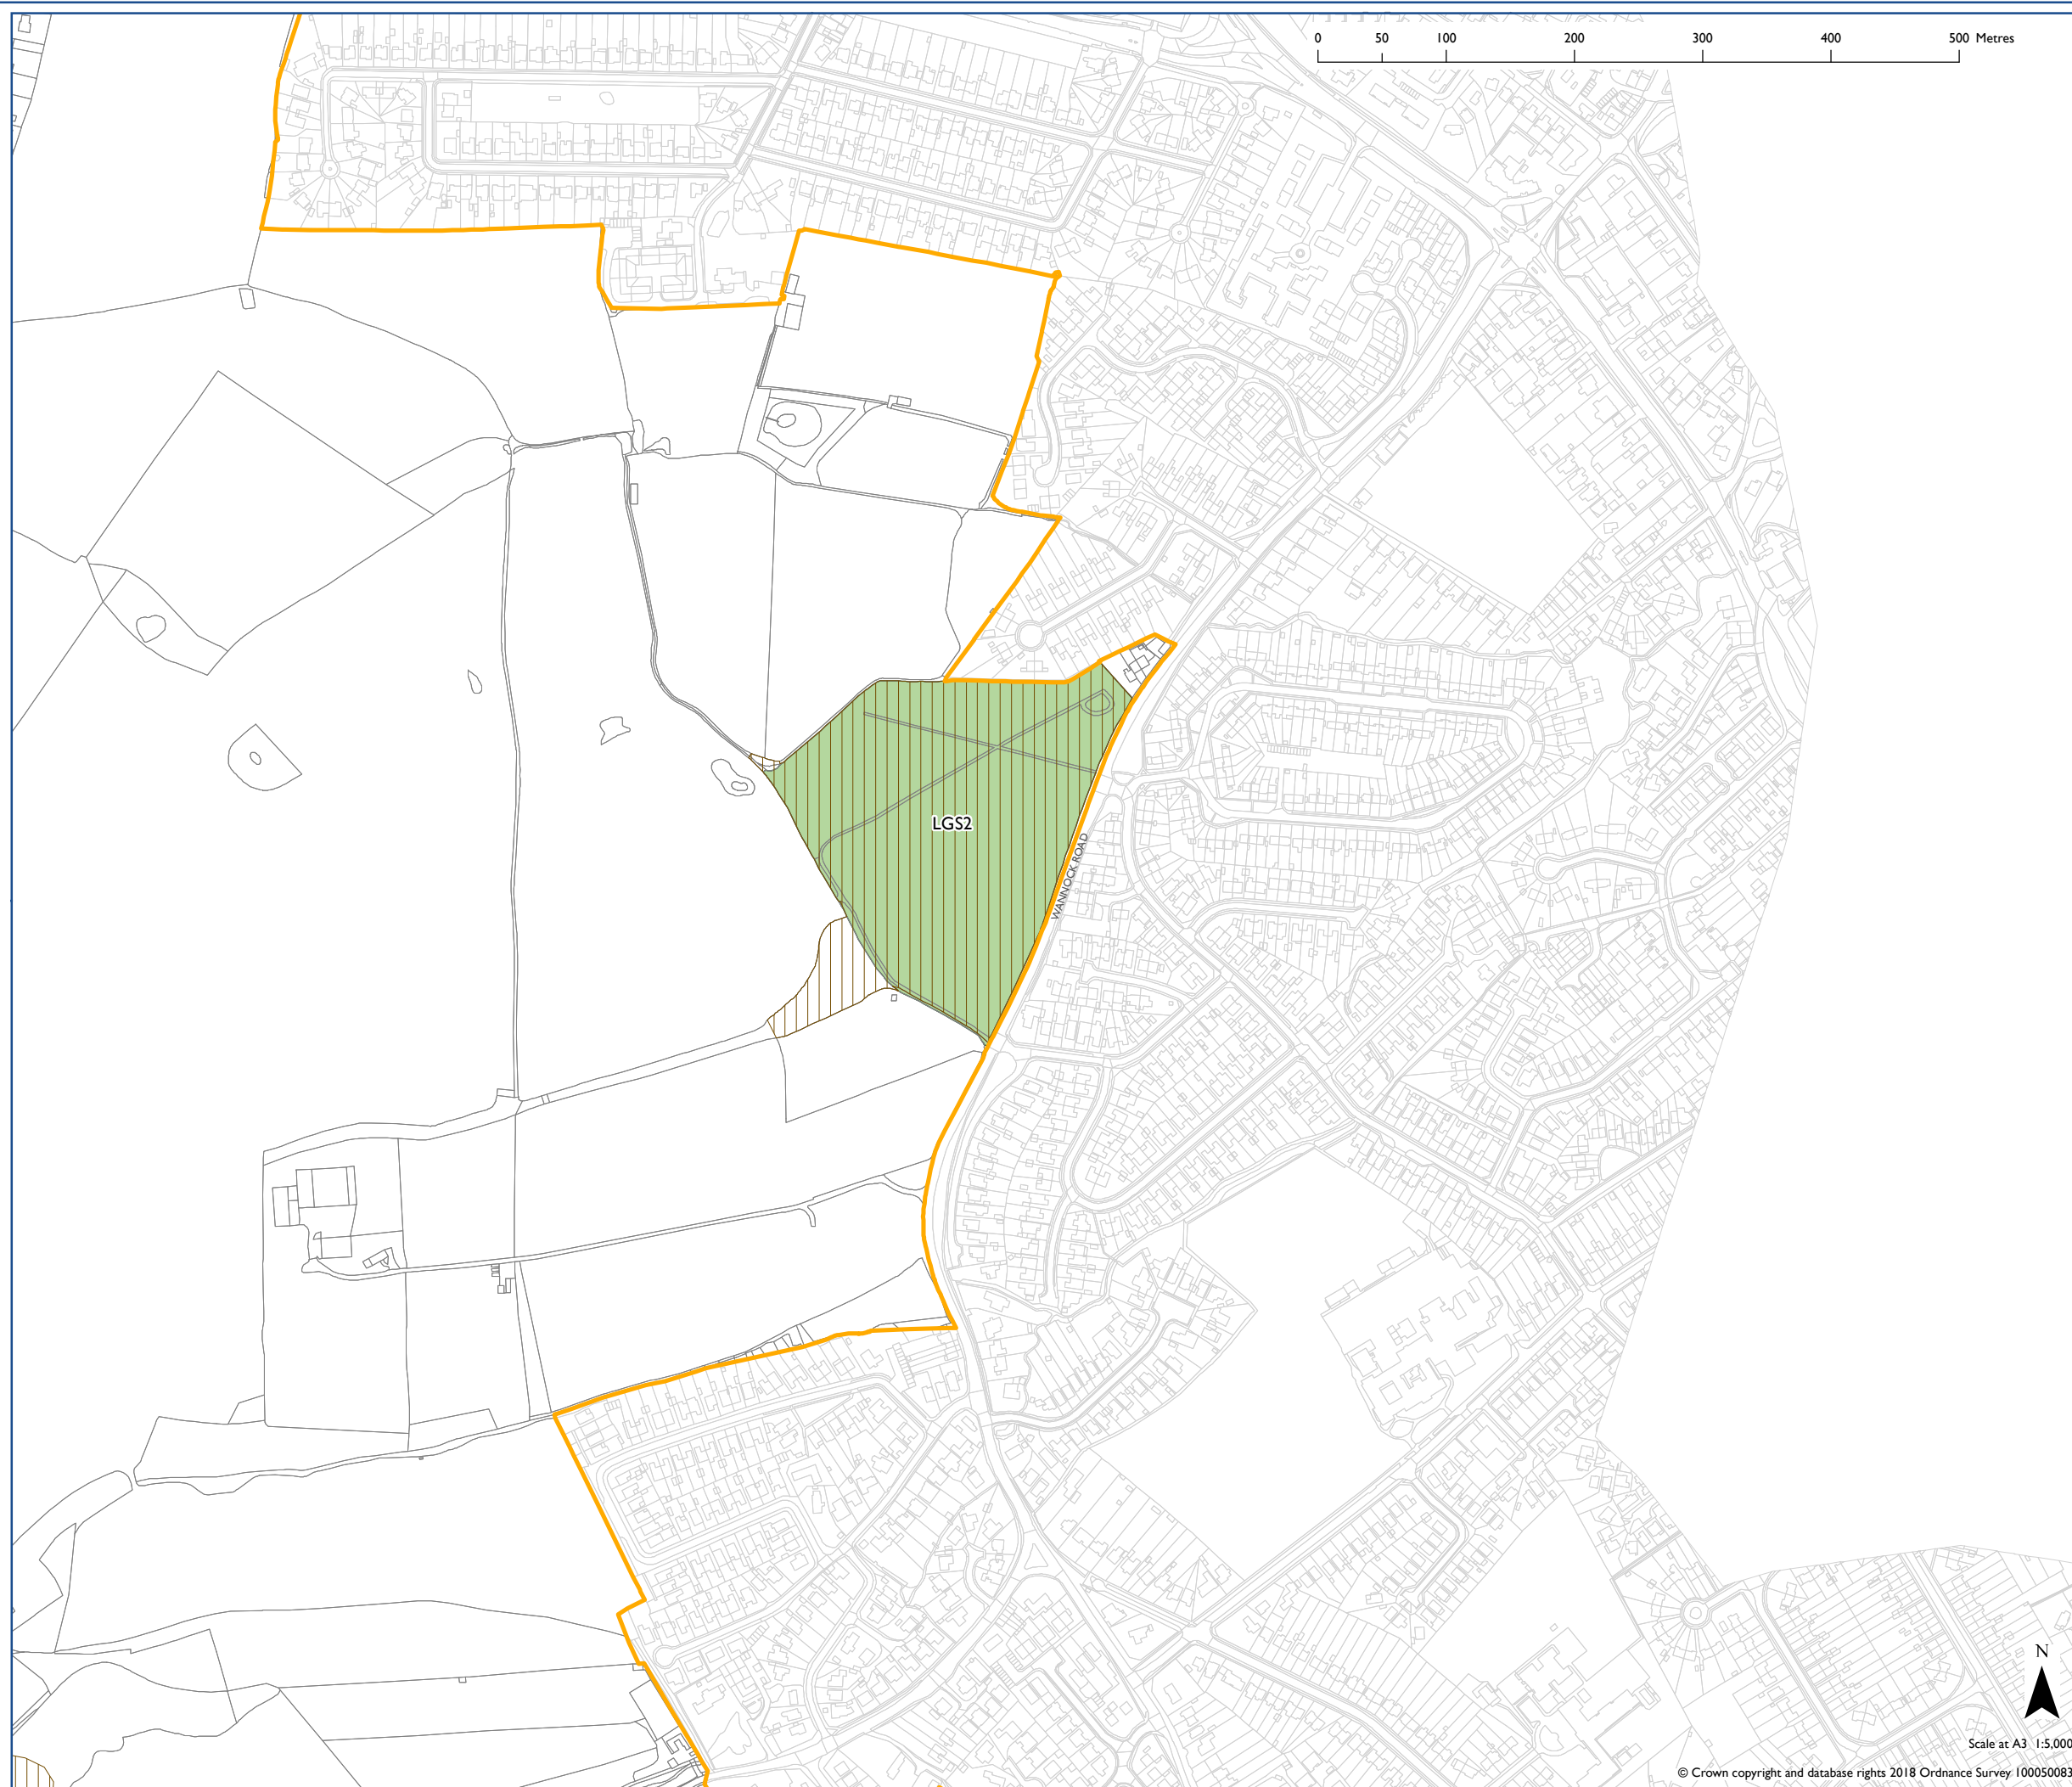 0 50 100 200 300 400 500 Metres
LGS2
WANNOCK ROAD
N
Scale at A3 1:5,000
© Crown copyright and database rights 2018 Ordnance Survey